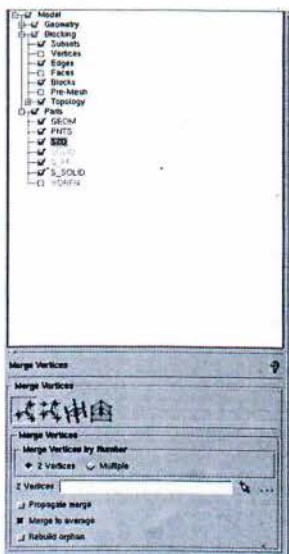 Model
Geometry
Blocking
Subsets
Vertices
Edges
Faces
Blocks
Pre-Mesh
Topology
Parts
GEOM
PNTS
S_SOLID
VORFN
Merge Vertices
Merge Vertices
Merge Vertices
Merge Vertices by Number
2 Vertices Multiple
2 Vertices
Propagate merge
Merge to average
Rebuild orphan